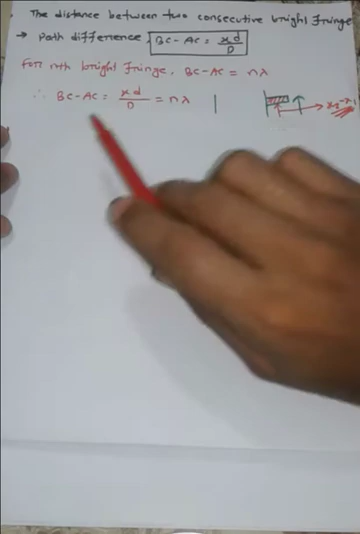 The distance between two consecutive bright fringe
→ Path difference BC-AC = xd/D
For nth bright fringe, BC-AC = nλ
∴ BC-AC = xd/D = nλ